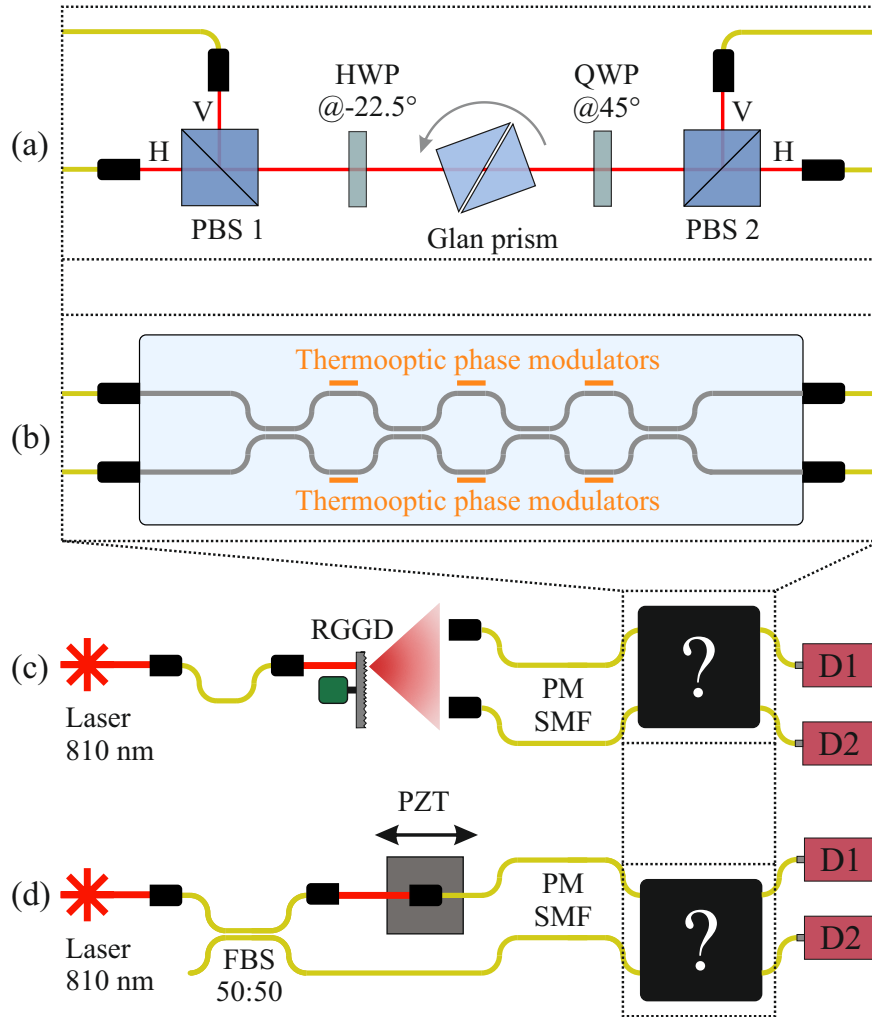 (a)
HWP
@-22.5°
QWP
@45°
V
V
H
H
PBS 1
Glan prism
PBS 2
(b)
Thermooptic phase modulators
Thermooptic phase modulators
(c)
Laser
810 nm
RGGD
PM
SMF
?
D1
D2
(d)
Laser
810 nm
FBS
50:50
PZT
PM
SMF
?
D1
D2